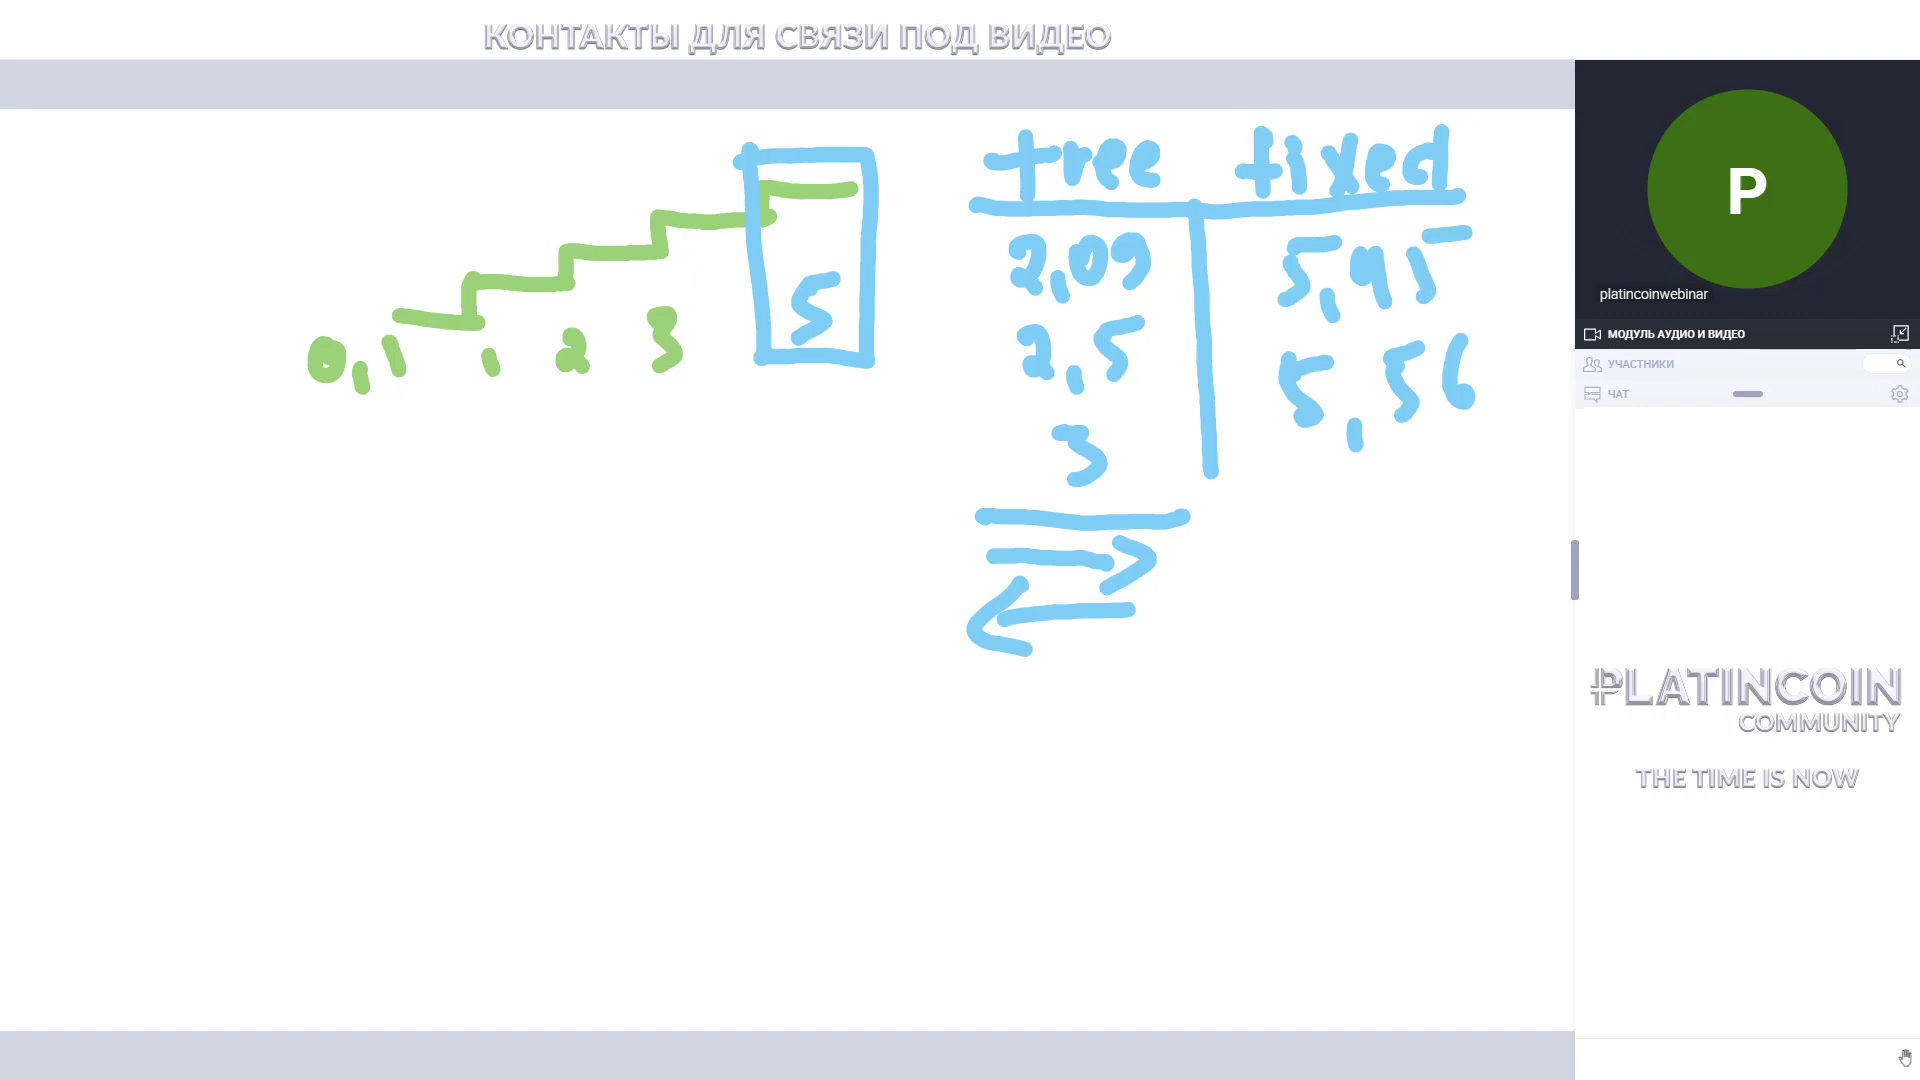 КОНТАКТЫ ДЛЯ СВЯЗИ ПОД ВИДЕО
free fixed
2,09 5,95
2,5 5,56
3
0,1 1 2 3 5
P
platincoinwebinar
МОДУЛЬ АУДИО И ВИДЕО
УЧАСТНИКИ
ЧАТ
PLATINCOIN
COMMUNITY
THE TIME IS NOW